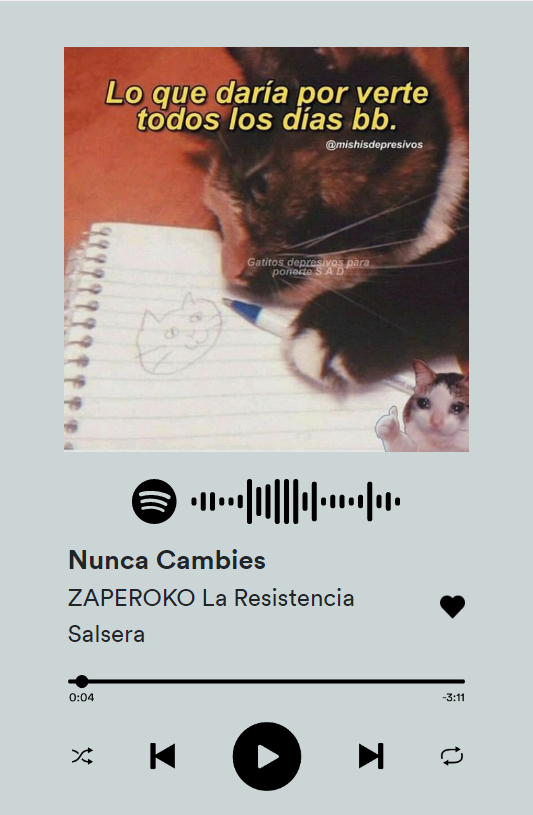 Lo que daría por verte
todos los días bb.
@mishisdepresivos
Gatitos depresivos para
ponerte S A D
Nunca Cambies
ZAPEROKO La Resistencia
Salsera
0:04
-3:11